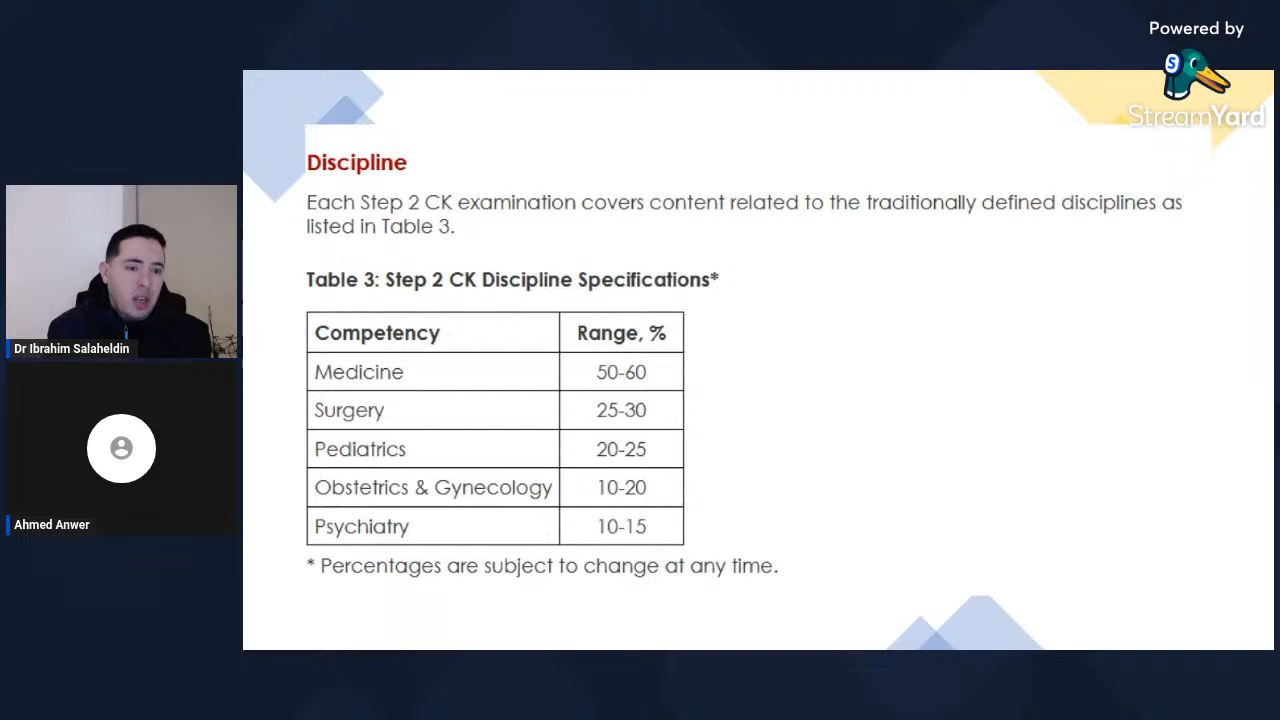 Powered by
S
StreamYard
Discipline
Each Step 2 CK examination covers content related to the traditionally defined disciplines as
listed in Table 3.
Table 3: Step 2 CK Discipline Specifications*
Competency Range, %
Medicine 50-60
Surgery 25-30
Pediatrics 20-25
Obstetrics & Gynecology 10-20
Psychiatry 10-15
* Percentages are subject to change at any time.
Dr Ibrahim Salaheldin
Ahmed Anwer